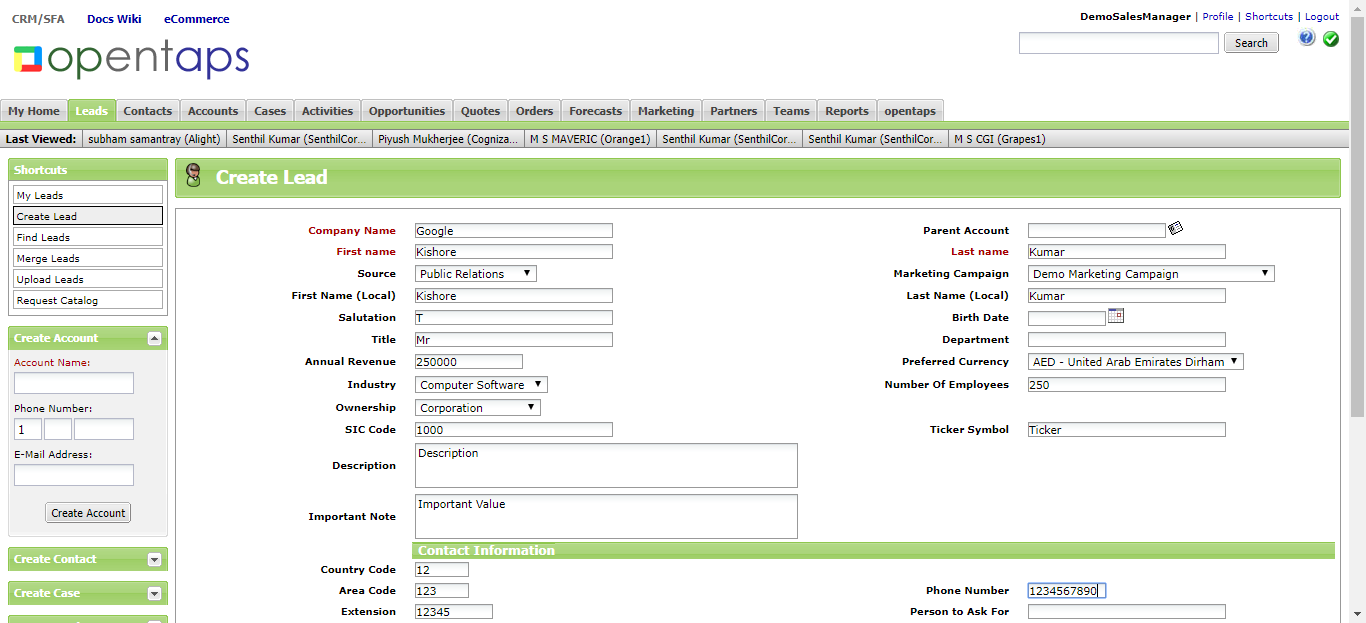 CRM/SFA Docs Wiki eCommerce
DemoSalesManager | Profile | Shortcuts | Logout
opentaps
Search
My Home Leads Contacts Accounts Cases Activities Opportunities Quotes Orders Forecasts Marketing Partners Teams Reports opentaps
Last Viewed: subham samantray (Alight) Senthil Kumar (SenthilCor... Piyush Mukherjee (Cogniza... M S MAVERIC (Orange1) Senthil Kumar (SenthilCor... Senthil Kumar (SenthilCor... M S CGI (Grapes1)
Shortcuts
My Leads
Create Lead
Find Leads
Merge Leads
Upload Leads
Request Catalog
Create Account
Account Name:
Phone Number:
1
E-Mail Address:
Create Account
Create Contact
Create Case
Create Lead
Company Name Google Parent Account
First name Kishore Last name Kumar
Source Public Relations Marketing Campaign Demo Marketing Campaign
First Name (Local) Kishore Last Name (Local) Kumar
Salutation T Birth Date
Title Mr Department
Annual Revenue 250000 Preferred Currency AED - United Arab Emirates Dirham
Industry Computer Software Number Of Employees 250
Ownership Corporation
SIC Code 1000 Ticker Symbol Ticker
Description Description
Important Note Important Value
Contact Information
Country Code 12
Area Code 123 Phone Number 1234567890
Extension 12345 Person to Ask For